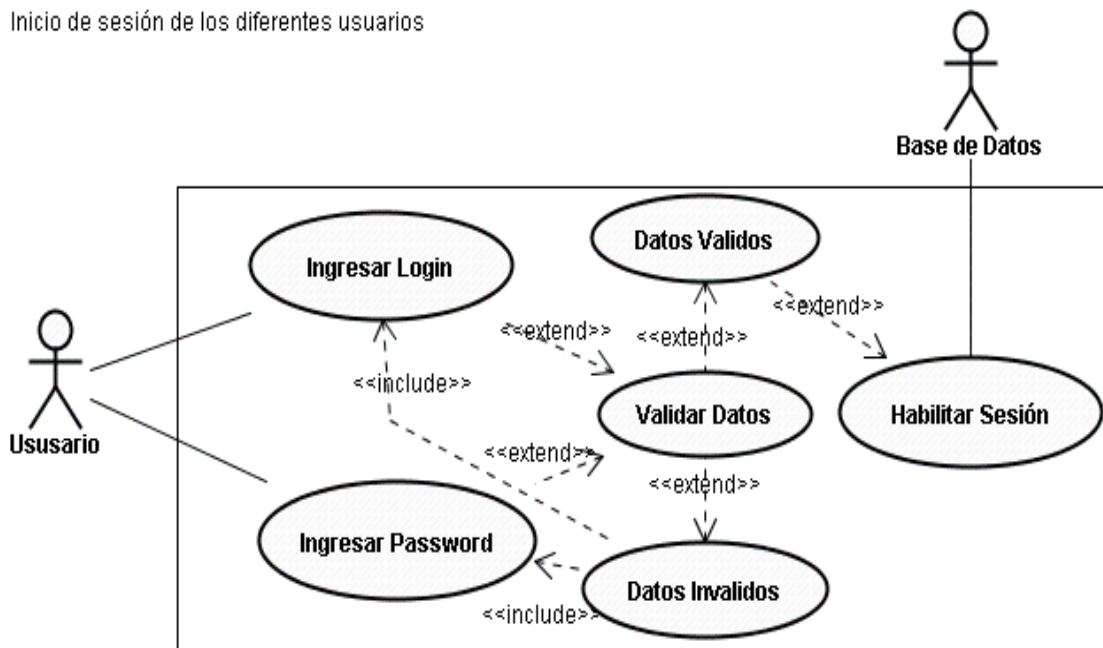 Inicio de sesión de los diferentes usuarios
Base de Datos
Datos Validos
Ingresar Login
<<extend>>
<<extend>>
<<extend>>
<<include>>
Validar Datos
Habilitar Sesión
Ususario
<<extend>>
<<extend>>
Ingresar Password
Datos Invalidos
<<include>>